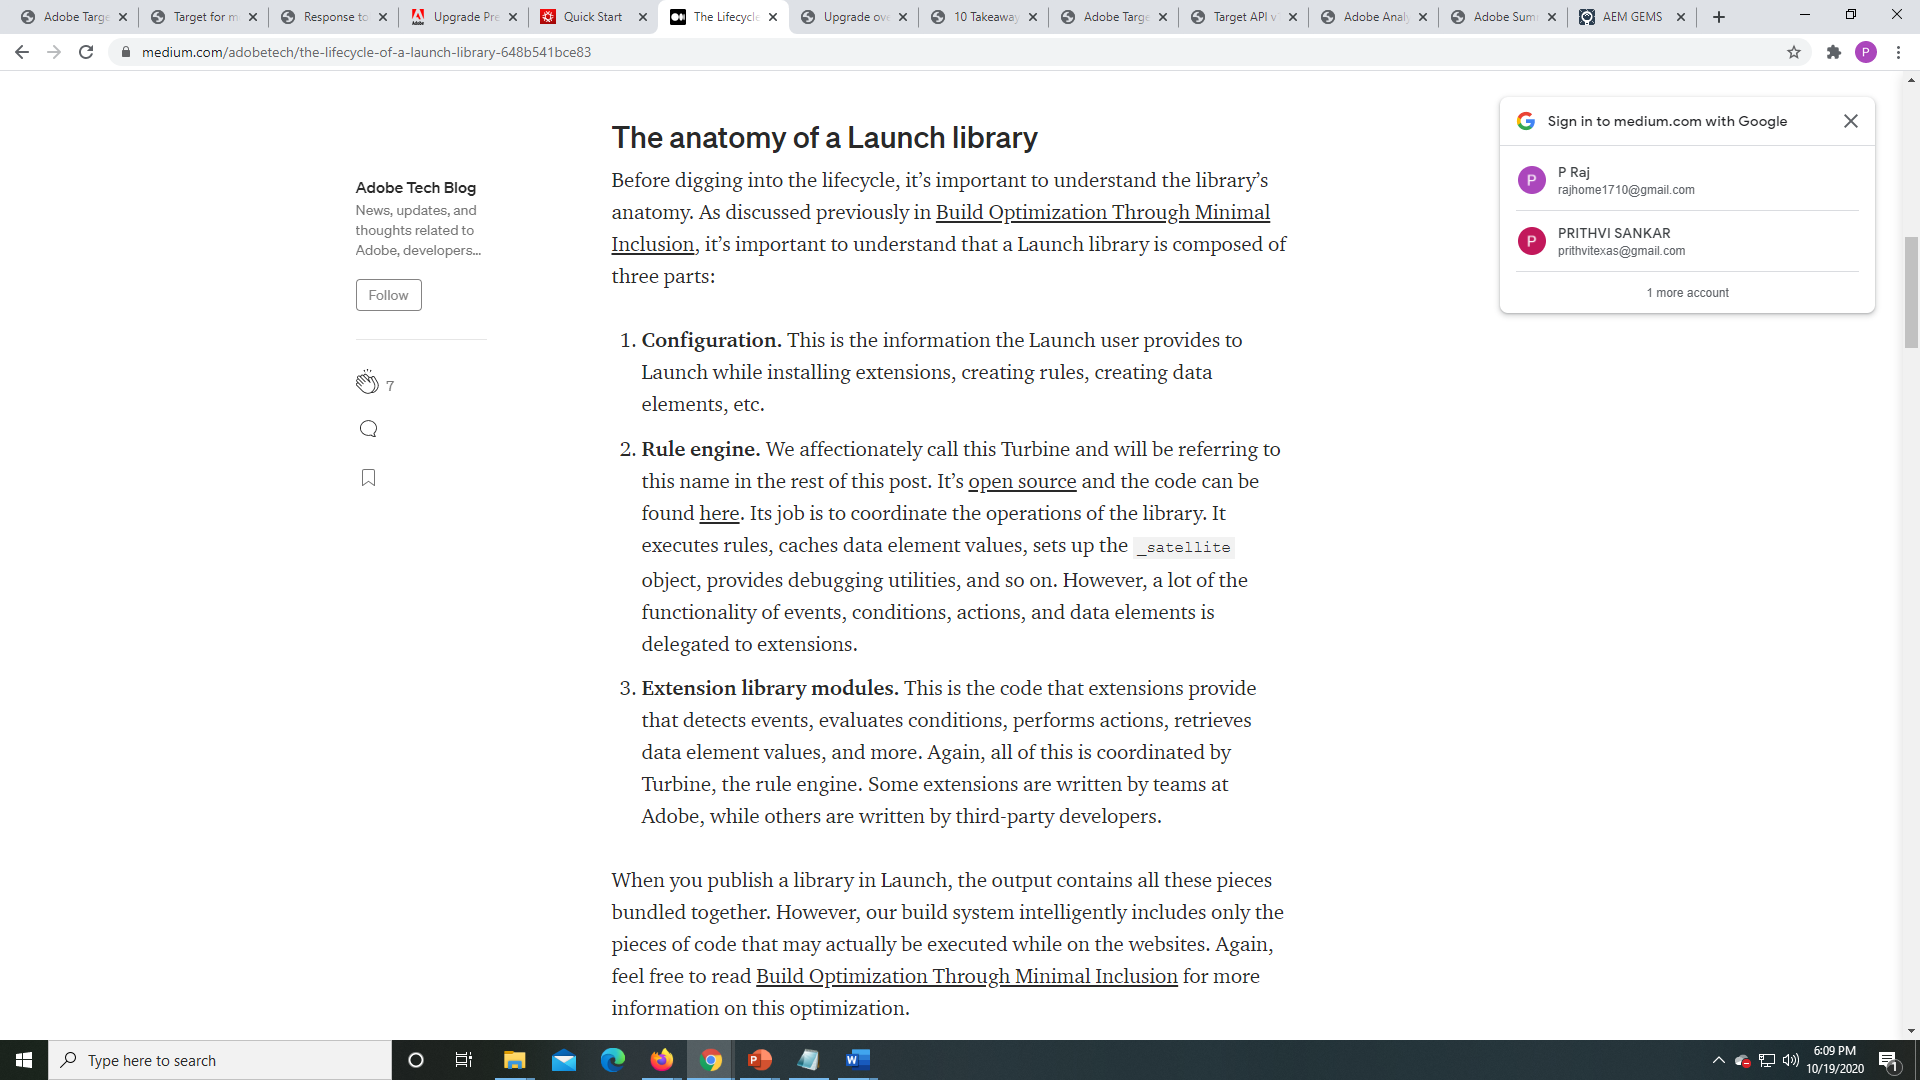 Adobe Targe
Target for m
Response to
Upgrade Pre
Quick Start
The Lifecycle
Upgrade ove
10 Takeaway
Adobe Targe
Target API v
Adobe Analy
Adobe Sum
AEM GEMS
medium.com/adobetech/the-lifecycle-of-a-launch-library-648b541bce83
P
Sign in to medium.com with Google
P
P Raj
rajhome1710@gmail.com
P
PRITHVI SANKAR
prithvitexas@gmail.com
1 more account
Adobe Tech Blog
News, updates, and
thoughts related to
Adobe, developers...
Follow
7
The anatomy of a Launch library
Before digging into the lifecycle, it’s important to understand the library’s
anatomy. As discussed previously in Build Optimization Through Minimal
Inclusion, it’s important to understand that a Launch library is composed of
three parts:
1. Configuration. This is the information the Launch user provides to
Launch while installing extensions, creating rules, creating data
elements, etc.
2. Rule engine. We affectionately call this Turbine and will be referring to
this name in the rest of this post. It’s open source and the code can be
found here. Its job is to coordinate the operations of the library. It
executes rules, caches data element values, sets up the _satellite
object, provides debugging utilities, and so on. However, a lot of the
functionality of events, conditions, actions, and data elements is
delegated to extensions.
3. Extension library modules. This is the code that extensions provide
that detects events, evaluates conditions, performs actions, retrieves
data element values, and more. Again, all of this is coordinated by
Turbine, the rule engine. Some extensions are written by teams at
Adobe, while others are written by third-party developers.
When you publish a library in Launch, the output contains all these pieces
bundled together. However, our build system intelligently includes only the
pieces of code that may actually be executed while on the websites. Again,
feel free to read Build Optimization Through Minimal Inclusion for more
information on this optimization.
Type here to search
6:09 PM
10/19/2020
1